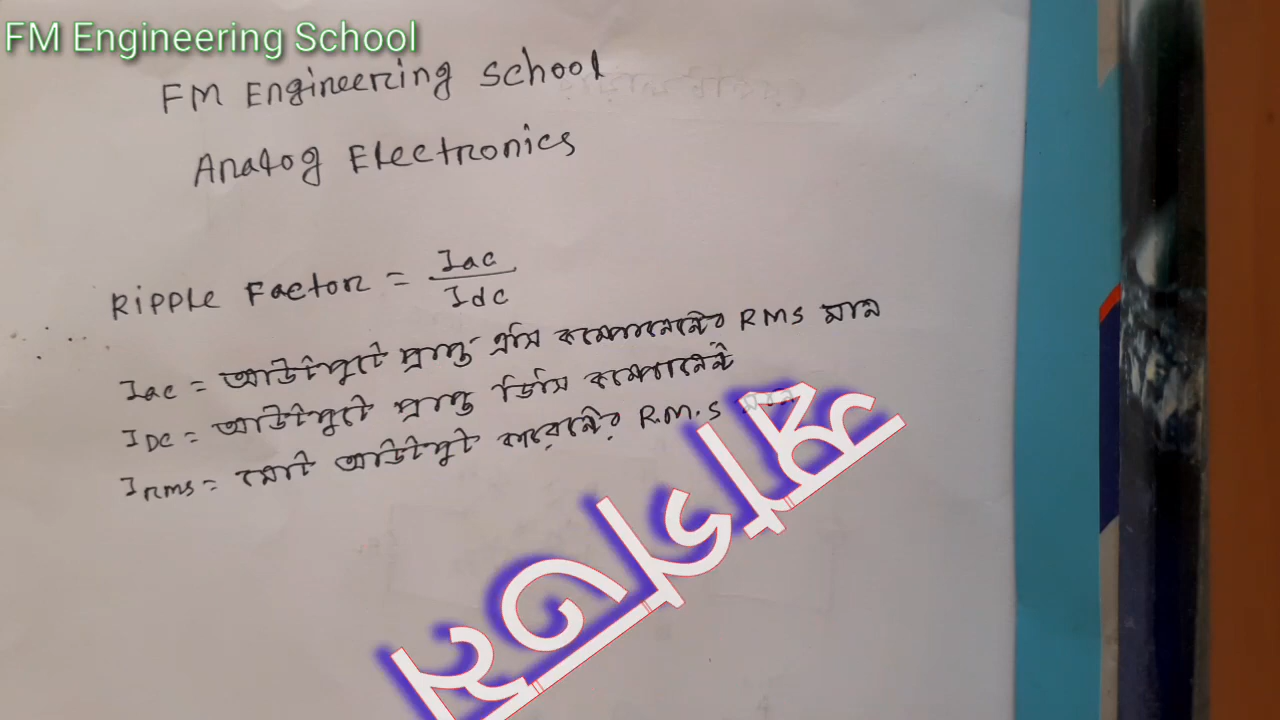 FM Engineering School
FM Engineering School
Analog Electronics
Ripple Factor = Iac / Idc
Iac = আউটপুটে প্রাপ্ত এসি কম্পোনেন্টের RMS মান
IDC = আউটপুটে প্রাপ্ত ডিসি কম্পোনেন্ট
Irms = মোট আউটপুট কারেন্টের R.M.S মান